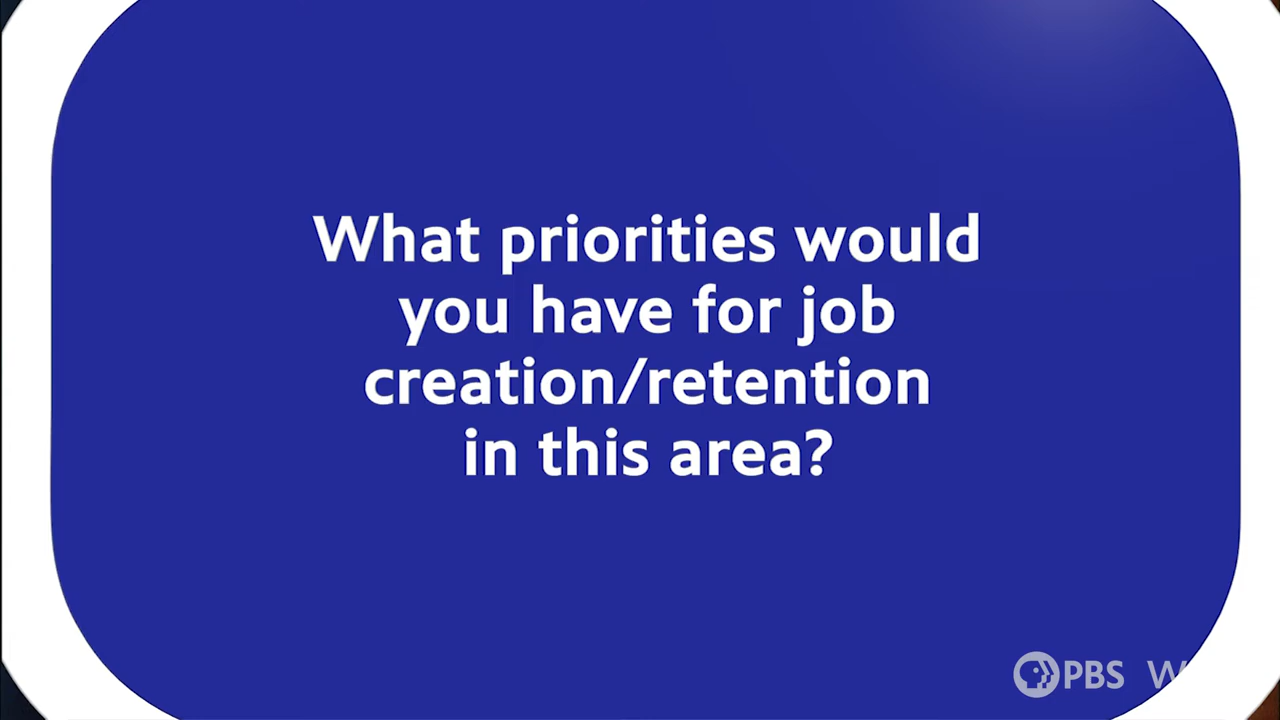 What priorities would
you have for job
creation/retention
in this area?
PBS W